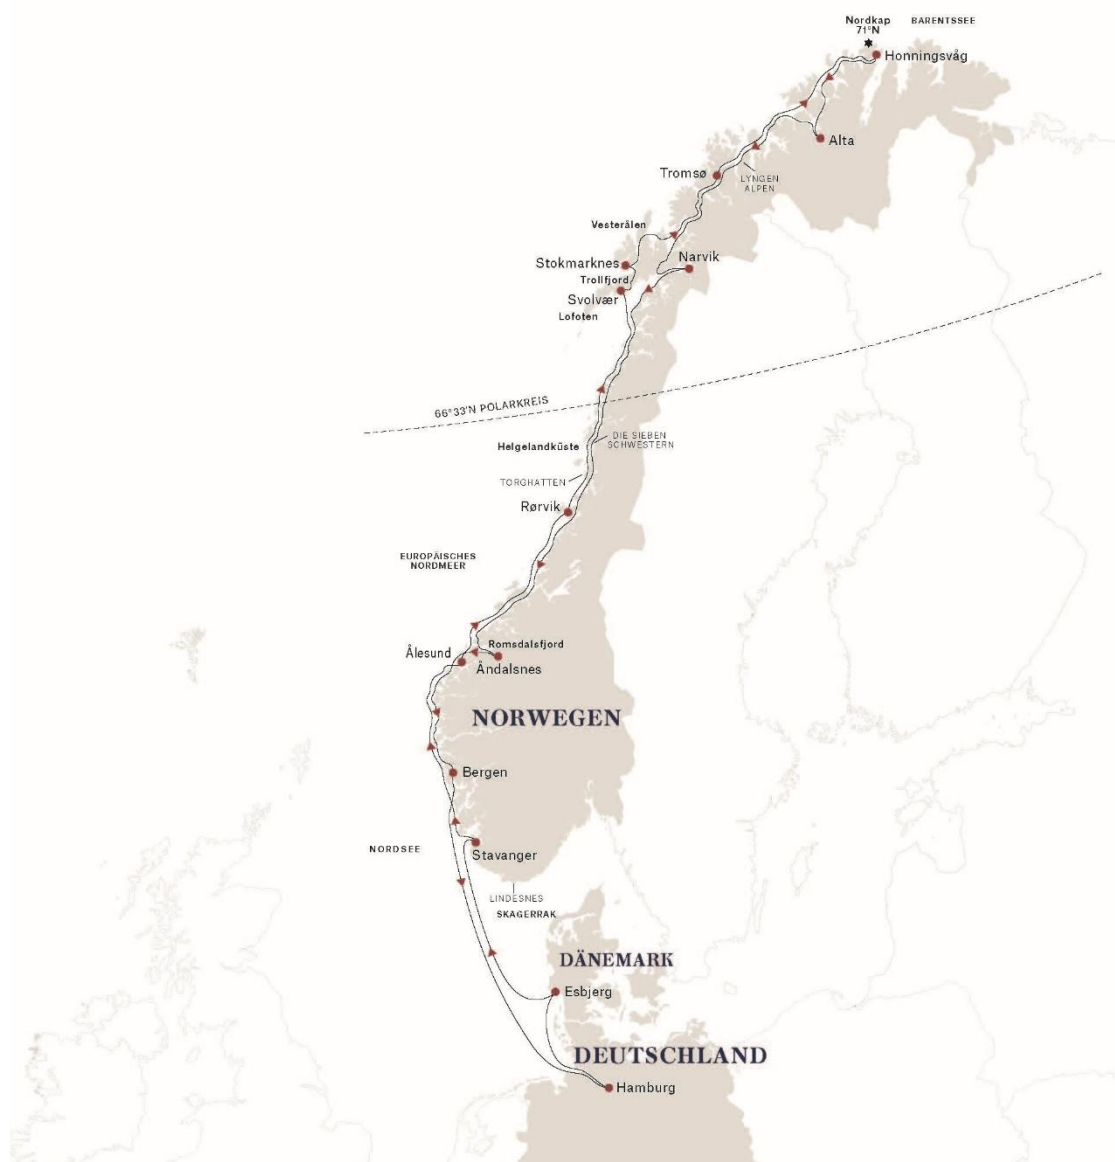 Nordkap
71°N
BARENTSSEE
Honningsvåg
Alta
Tromsø
LYNGEN
ALPEN
Vesterålen
Stokmarknes
Narvik
Trollfjord
Svolvær
Lofoten
66°33'N POLARKREIS
DIE SIEBEN
SCHWESTERN
Helgelandküste
TORGHATTEN
Rørvik
EUROPÄISCHES
NORDMEER
Romsdalsfjord
Ålesund
Åndalsnes
NORWEGEN
Bergen
NORDSEE
Stavanger
LINDESNES
SKAGERRAK
DÄNEMARK
Esbjerg
DEUTSCHLAND
Hamburg